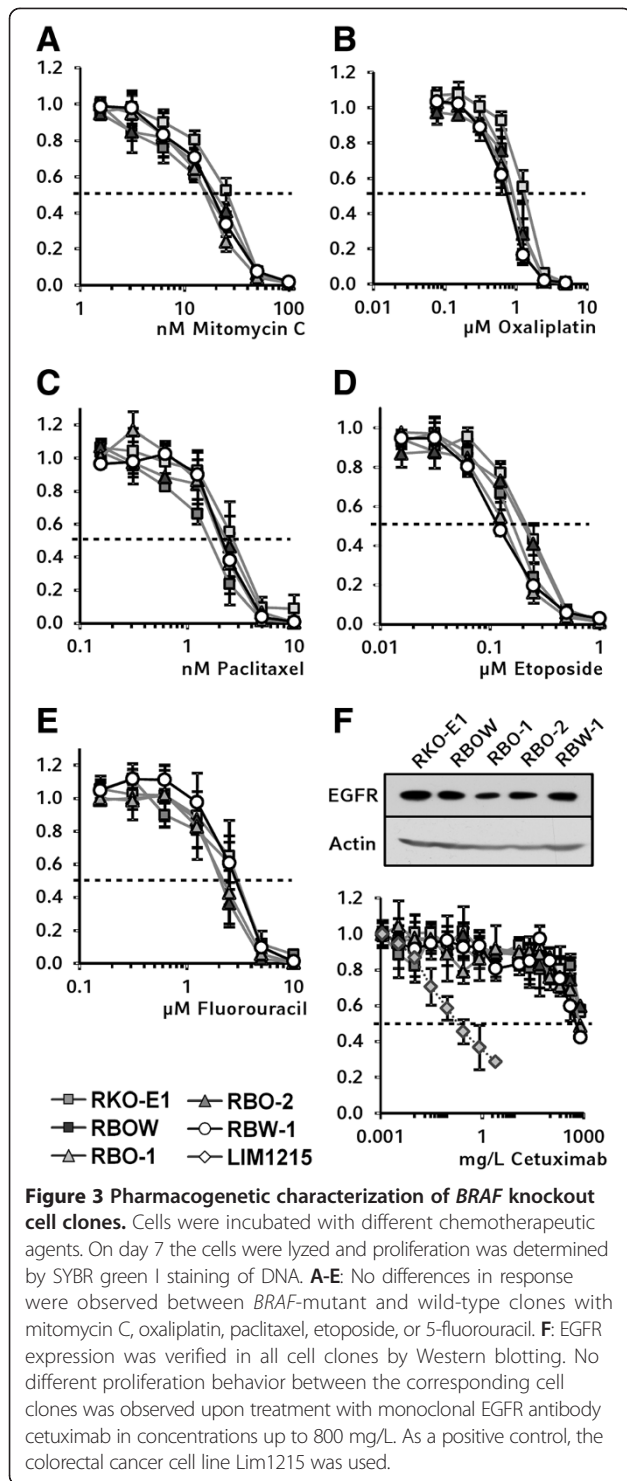 A
1.2
1.0
0.8
0.6
0.4
0.2
0.0
1 10 100
nM Mitomycin C
B
1.2
1.0
0.8
0.6
0.4
0.2
0.0
0.01 0.1 1 10
µM Oxaliplatin
C
1.2
1.0
0.8
0.6
0.4
0.2
0.0
0.1 1 10
nM Paclitaxel
D
1.0
0.8
0.6
0.4
0.2
0.0
0.01 0.1 1
µM Etoposide
E
1.2
1.0
0.8
0.6
0.4
0.2
0.0
0.1 1 10
µM Fluorouracil
F
RKO-E1 RBOW RBO-1 RBO-2 RBW-1
EGFR
Actin
1.2
1.0
0.8
0.6
0.4
0.2
0.0
0.001 1 1000
mg/L Cetuximab
RKO-E1 RBO-2
RBOW RBW-1
RBO-1 LIM1215
Figure 3 Pharmacogenetic characterization of BRAF knockout
cell clones. Cells were incubated with different chemotherapeutic
agents. On day 7 the cells were lyzed and proliferation was determined
by SYBR green I staining of DNA. A-E: No differences in response
were observed between BRAF-mutant and wild-type clones with
mitomycin C, oxaliplatin, paclitaxel, etoposide, or 5-fluorouracil. F: EGFR
expression was verified in all cell clones by Western blotting. No
different proliferation behavior between the corresponding cell
clones was observed upon treatment with monoclonal EGFR antibody
cetuximab in concentrations up to 800 mg/L. As a positive control, the
colorectal cancer cell line Lim1215 was used.